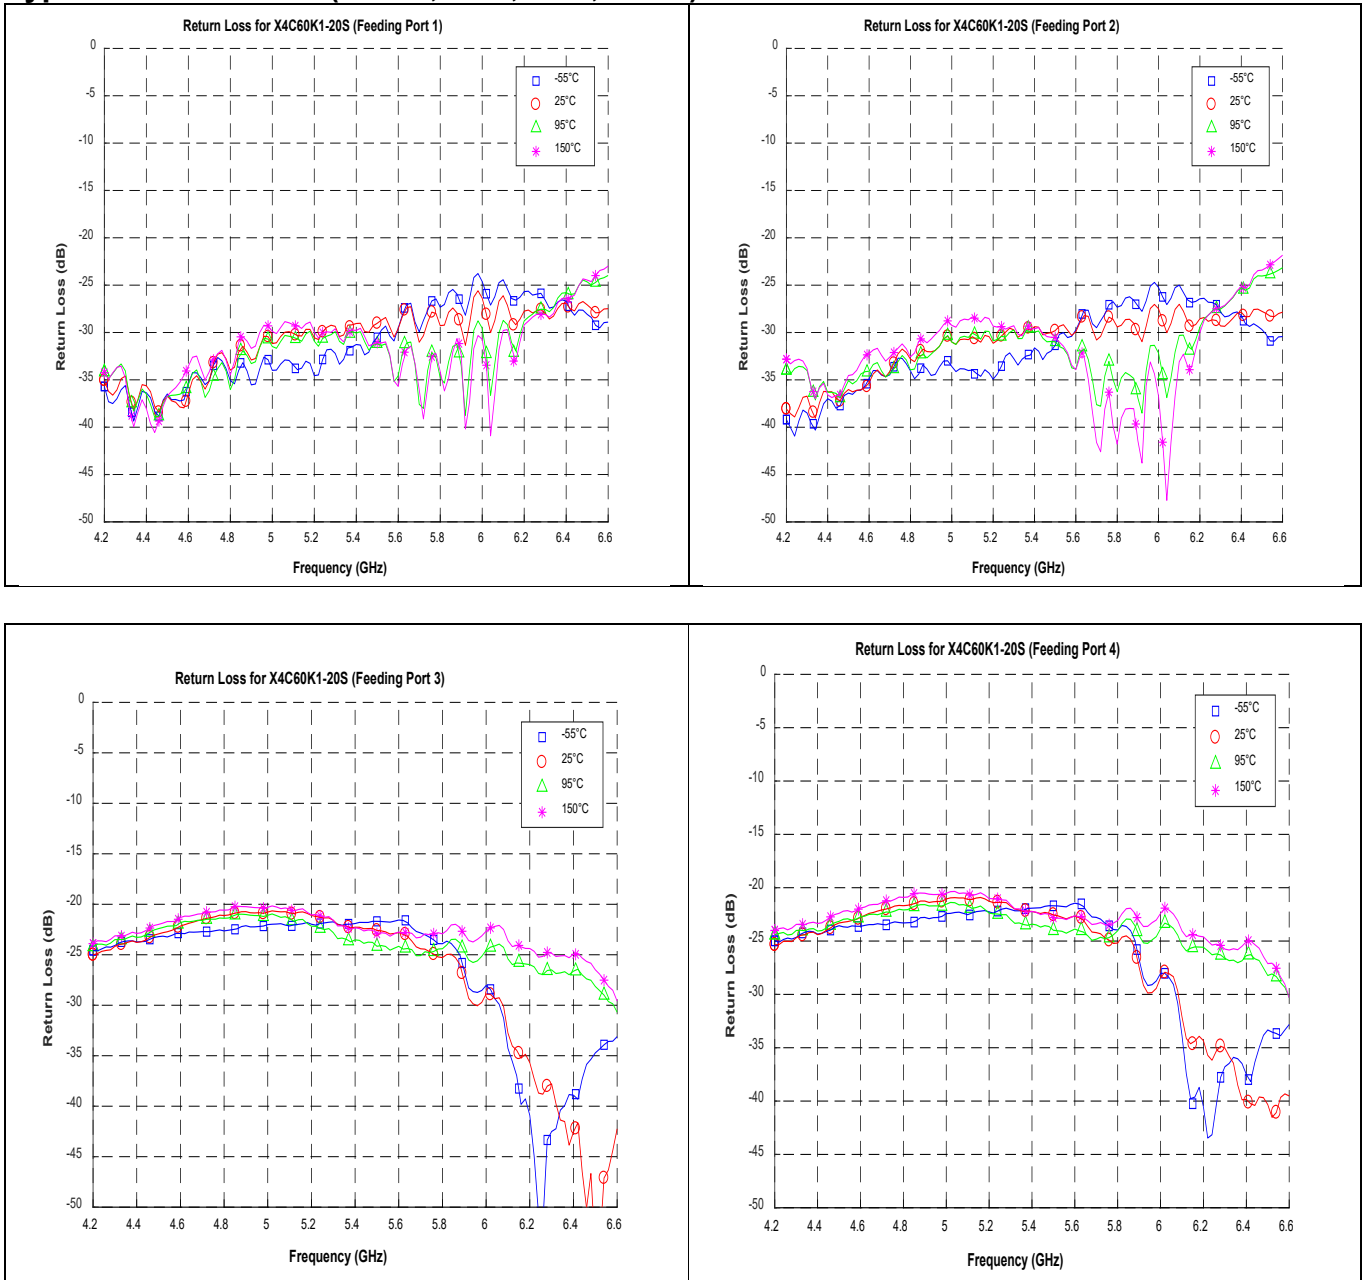 Return Loss for X4C60K1-20S (Feeding Port 1)
0
-5
-10
-15
-20
-25
-30
-35
-40
-45
-50
Return Loss (dB)
-55°C
25°C
95°C
150°C
4.2 4.4 4.6 4.8 5 5.2 5.4 5.6 5.8 6 6.2 6.4 6.6
Frequency (GHz)
Return Loss for X4C60K1-20S (Feeding Port 2)
0
-5
-10
-15
-20
-25
-30
-35
-40
-45
-50
Return Loss (dB)
-55°C
25°C
95°C
150°C
4.2 4.4 4.6 4.8 5 5.2 5.4 5.6 5.8 6 6.2 6.4 6.6
Frequency (GHz)
Return Loss for X4C60K1-20S (Feeding Port 3)
0
-5
-10
-15
-20
-25
-30
-35
-40
-45
-50
Return Loss (dB)
-55°C
25°C
95°C
150°C
4.2 4.4 4.6 4.8 5 5.2 5.4 5.6 5.8 6 6.2 6.4 6.6
Frequency (GHz)
Return Loss for X4C60K1-20S (Feeding Port 4)
0
-5
-10
-15
-20
-25
-30
-35
-40
-45
-50
Return Loss (dB)
-55°C
25°C
95°C
150°C
4.2 4.4 4.6 4.8 5 5.2 5.4 5.6 5.8 6 6.2 6.4 6.6
Frequency (GHz)